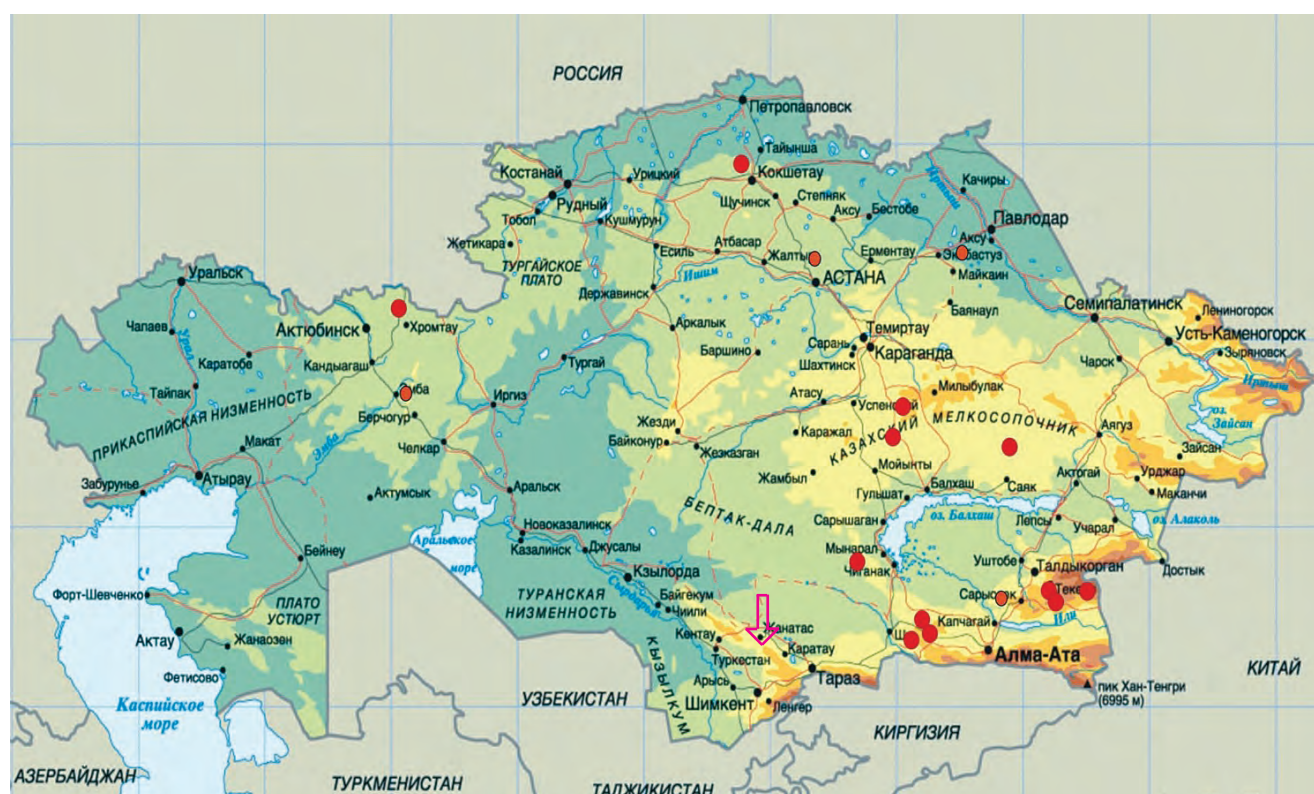 РОССИЯ
Петропавловск
Тайынша
Костанай
Урицкий
Кокшетау
Качиры
Иртыш
Рудный
Щучинск
Степняк
Тобол
Кушмурун
Аксу
Бестобе
Павлодар
Жетикара
Есиль
Атбасар
Ерментау
Аксу
ТУРГАЙСКОЕ
ПЛАТО
Ишим
АСТАНА
Майкаин
Уральск
Державинск
Баянаул
Семипалатинск
Лениногорск
Чапаев
Актюбинск
Хромтау
Аркалык
Темиртау
Усть-Каменогорск
Урал
Каратобе
Кандыагаш
Тургай
Баршино
Сарань
Караганда
Шахтинск
Чарск
Зыряновск
Тайпак
Иртыш
ПРИКАСПИЙСКАЯ НИЗМЕННОСТЬ
Берчогур
Иргиз
Атасу
Милыбулак
оз.
Зайсан
Жезди
Каражал
КАЗАХСКИЙ МЕЛКОСОПОЧНИК
Макат
Эмба
Челкар
Байконур
Жезказган
Аягуз
Зайсан
Забурунье
Атырау
Актумсык
Аральск
Жамбыл
Мойынты
Балхаш
Саяк
Актогай
Урджар
Гульшат
Маканчи
БЕТПАК-ДАЛА
Новоказалинск
Сарышаган
оз. Балхаш
Лепсы
Учарал
оз. Алаколь
Аральское
море
Казалинск
Джусалы
Бейнеу
Мынарал
Чиганак
Уштобе
Талдыкорган
Достык
Форт-Шевченко
ПЛАТО
УСТЮРТ
ТУРАНСКАЯ
НИЗМЕННОСТЬ
Кзылорда
Сырдарья
Байгекум
Чиили
Или
Актау
Жанаозен
Кентау
Жанатас
Капчагай
Туркестан
Каратау
Алма-Ата
Фетисово
КЫЗЫЛКУМ
Арысь
Тараз
КИТАЙ
Каспийское
море
УЗБЕКИСТАН
Шимкент
Ленгер
пик Хан-Тенгри
(6995 м)
КИРГИЗИЯ
АЗЕРБАЙДЖАН
ТУРКМЕНИСТАН
ТАДЖИКИСТАН